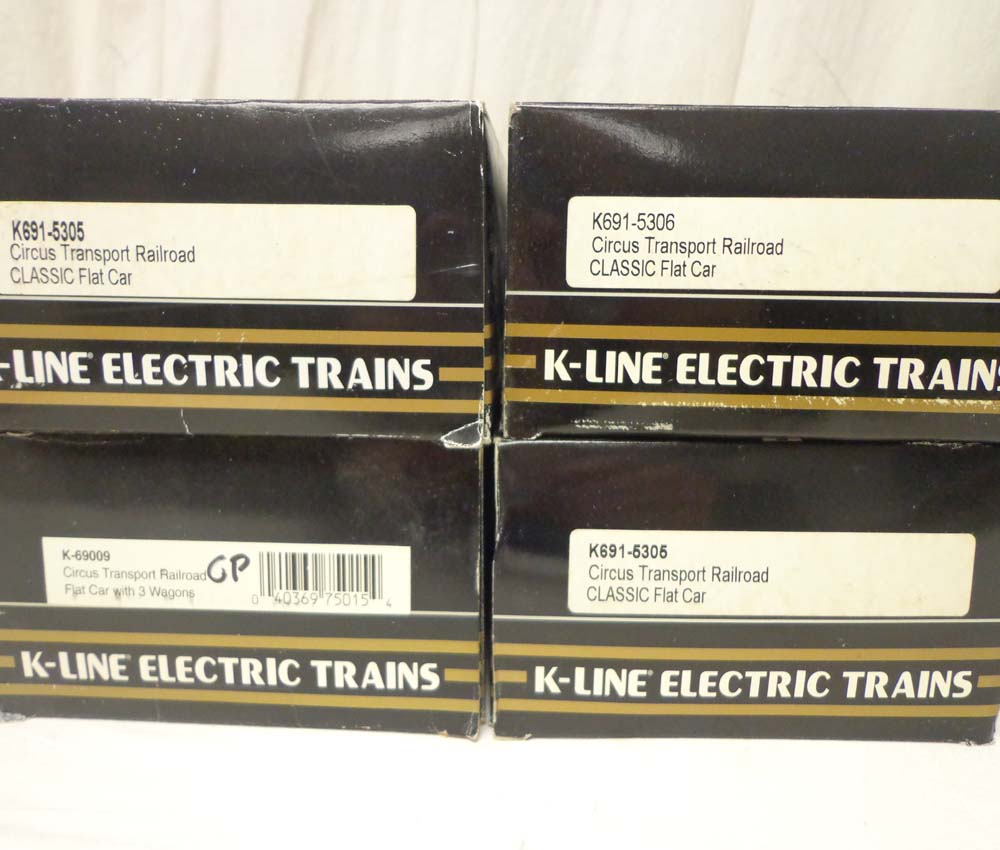 K691-5305
Circus Transport Railroad
CLASSIC Flat Car
-LINE® ELECTRIC TRAINS
K691-5306
Circus Transport Railroad
CLASSIC Flat Car
K-LINE® ELECTRIC TRAINS
K-69009
Circus Transport Railroad
Flat Car with 3 Wagons
CP
0 40369 75015 4
K-LINE® ELECTRIC TRAINS
K691-5305
Circus Transport Railroad
CLASSIC Flat Car
K-LINE® ELECTRIC TRAINS